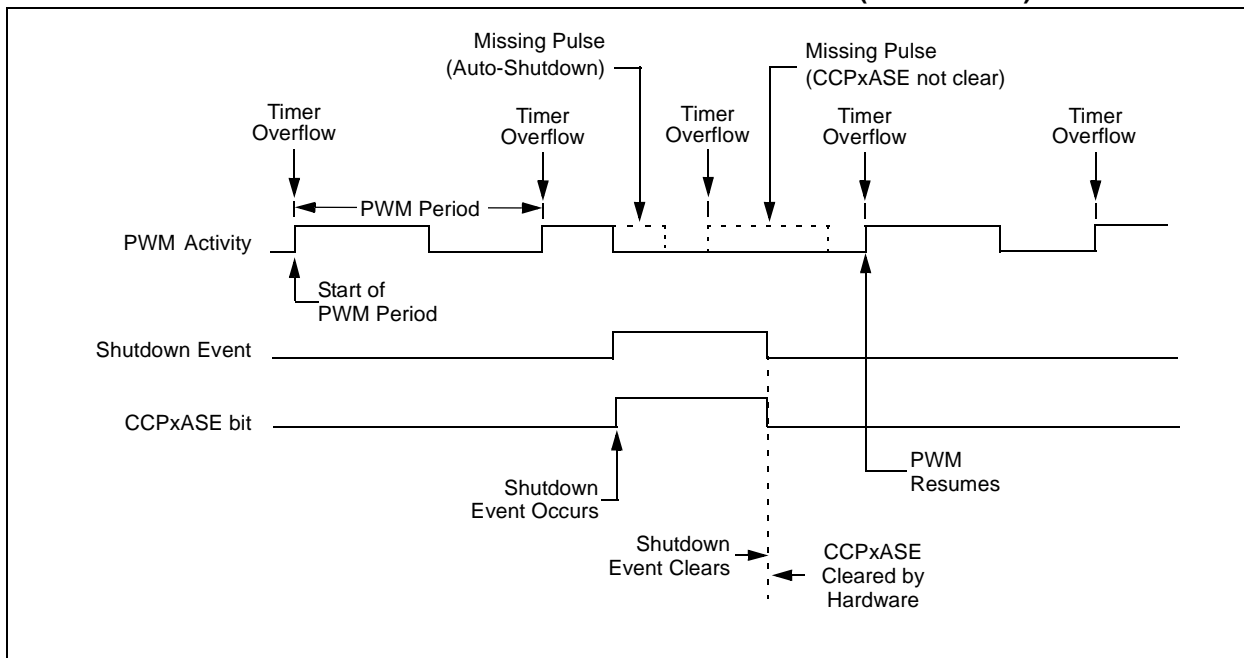 Missing Pulse
(Auto-Shutdown)
Missing Pulse
(CCPxASE not clear)
Timer
Overflow
Timer
Overflow
Timer
Overflow
Timer
Overflow
Timer
Overflow
PWM Period
PWM Activity
Start of
PWM Period
Shutdown Event
CCPxASE bit
Shutdown
Event Occurs
PWM
Resumes
Shutdown
Event Clears
CCPxASE
Cleared by
Hardware